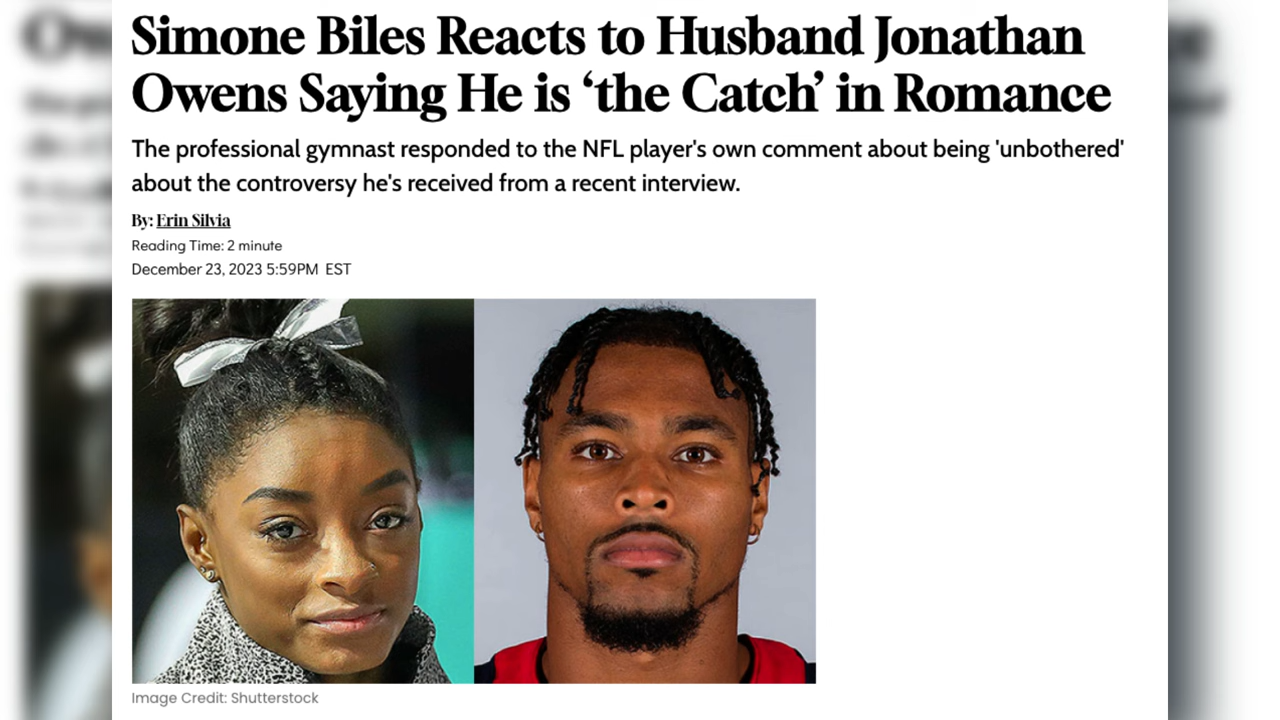 Simone Biles Reacts to Husband Jonathan
Owens Saying He is ‘the Catch’ in Romance
The professional gymnast responded to the NFL player's own comment about being 'unbothered'
about the controversy he's received from a recent interview.
By: Erin Silvia
Reading Time: 2 minute
December 23, 2023 5:59PM EST
Image Credit: Shutterstock